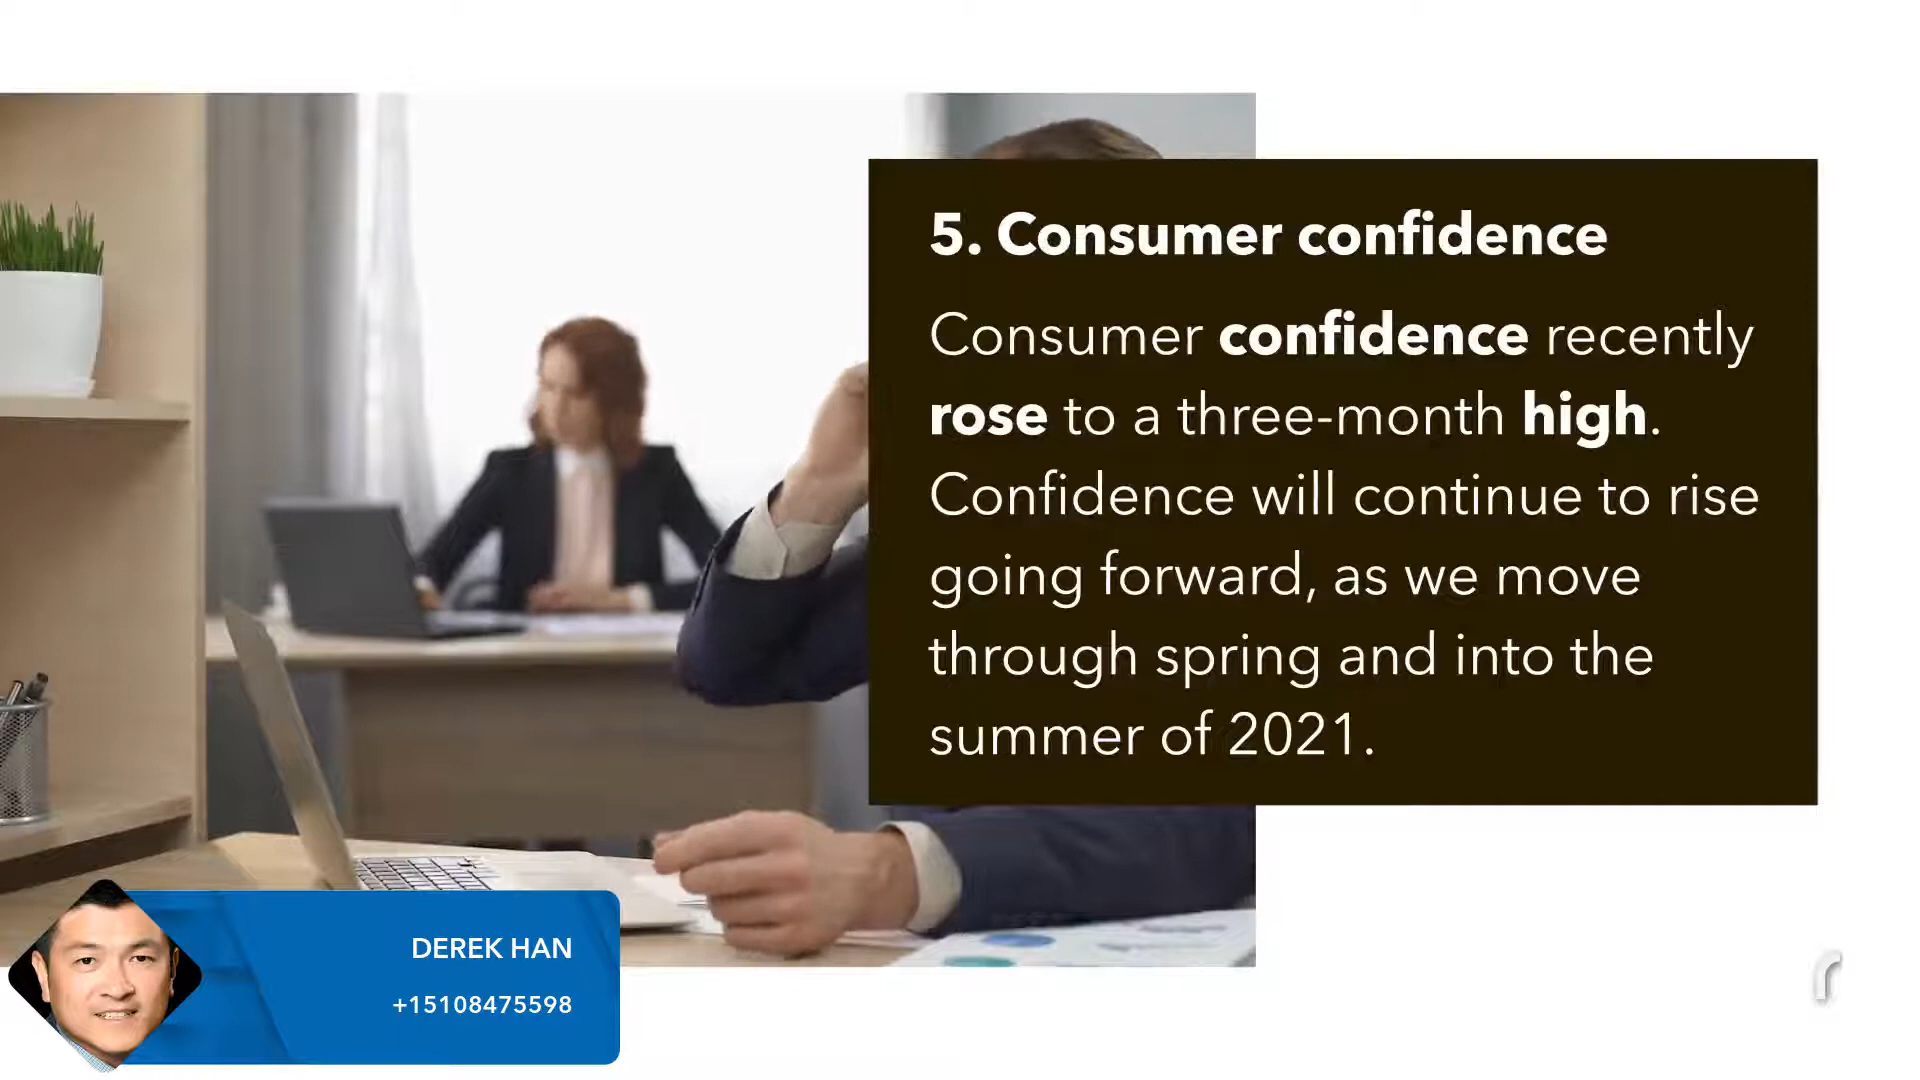 5. Consumer confidence
Consumer confidence recently
rose to a three-month high.
Confidence will continue to rise
going forward, as we move
through spring and into the
summer of 2021.
DEREK HAN
+15108475598